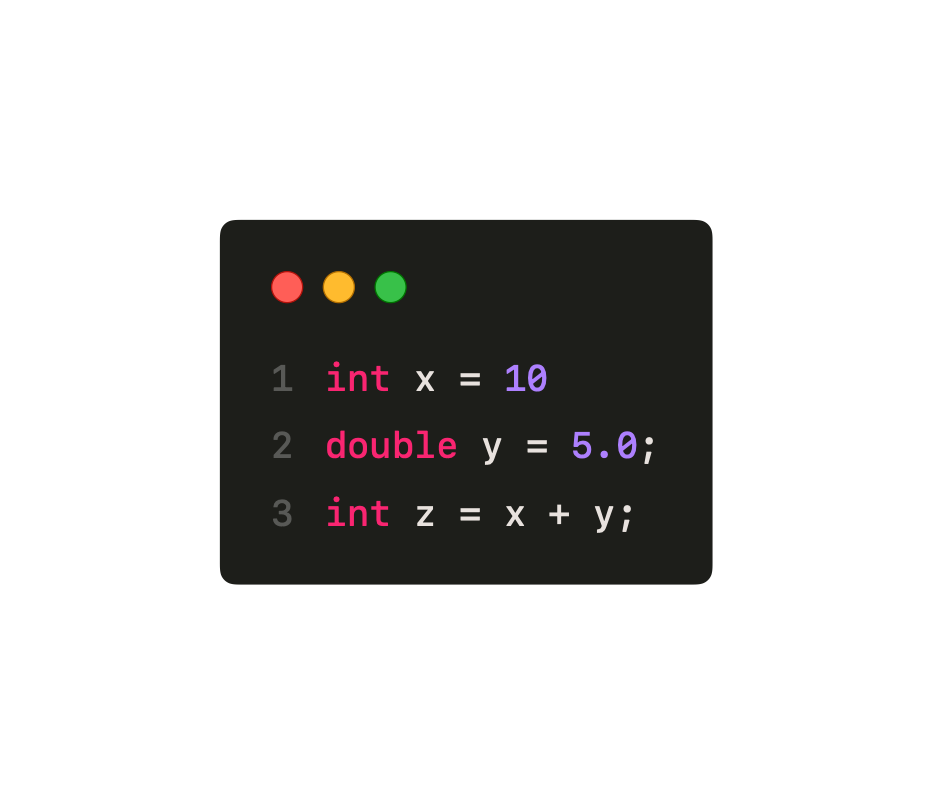 1 int x = 10
2 double y = 5.0;
3 int z = x + y;